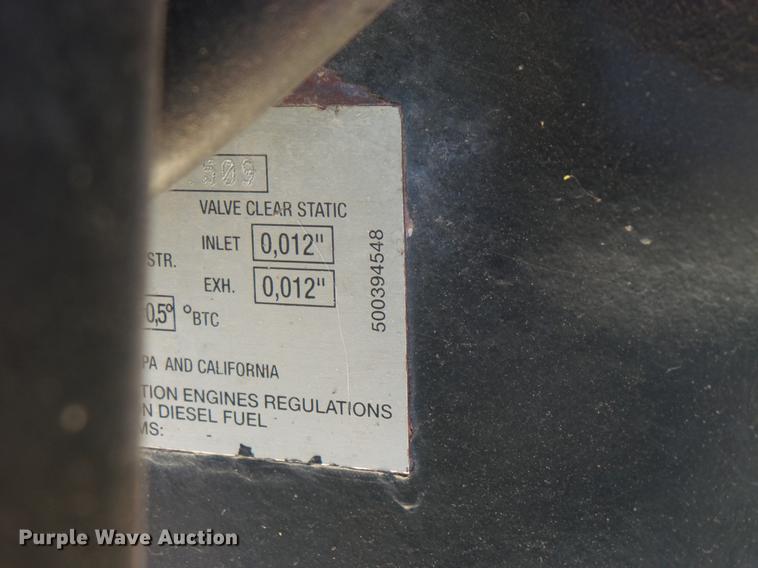 509
VALVE CLEAR STATIC
INLET 0,012"
STR.
EXH. 0,012"
0,5° °BTC
PA AND CALIFORNIA
TION ENGINES REGULATIONS
N DIESEL FUEL
MS:
500394548
Purple Wave Auction